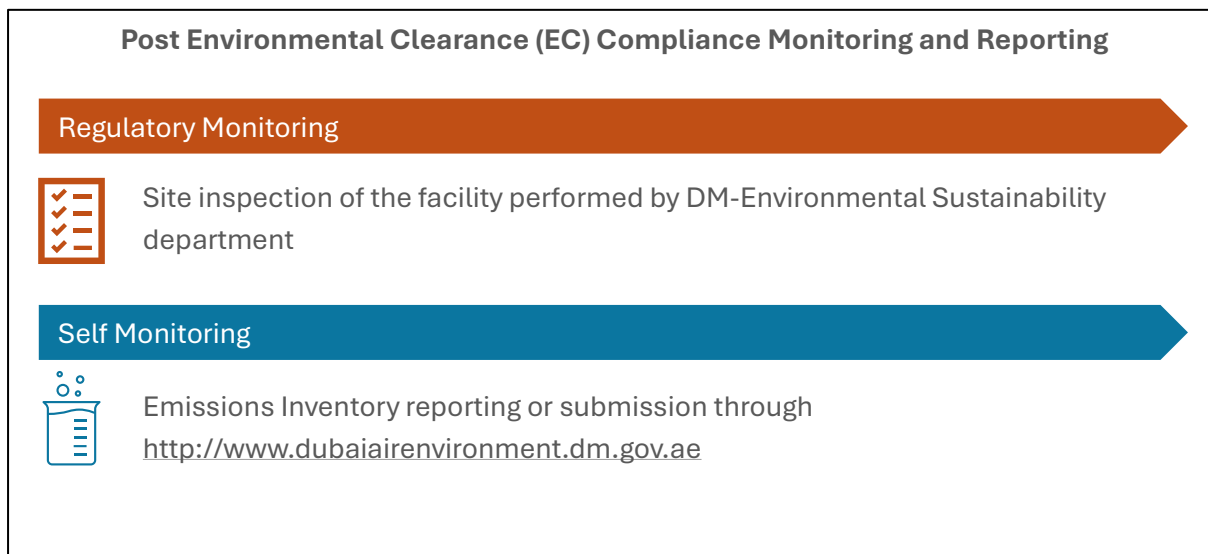 Post Environmental Clearance (EC) Compliance Monitoring and Reporting
Regulatory Monitoring
Site inspection of the facility performed by DM-Environmental Sustainability
department
Self Monitoring
Emissions Inventory reporting or submission through
http://www.dubaiairenvironment.dm.gov.ae